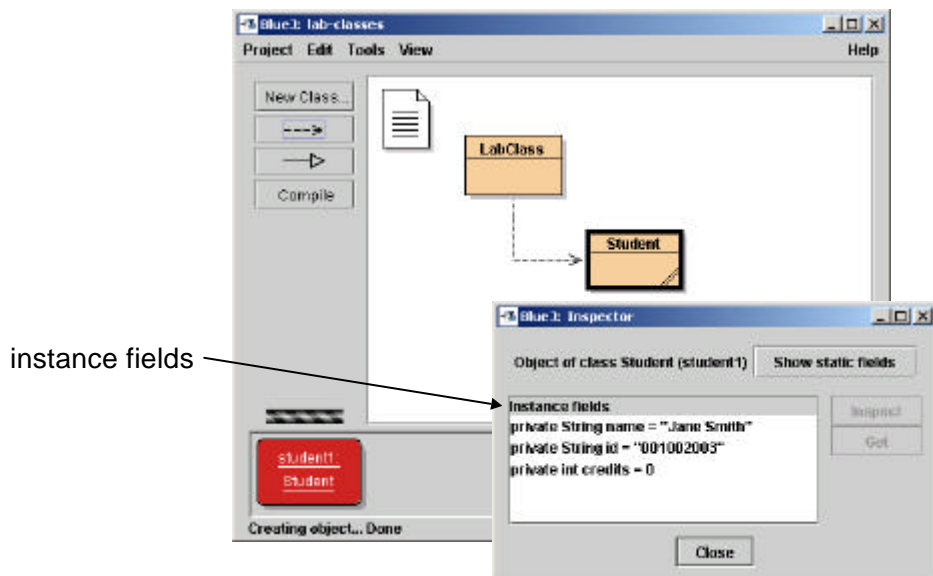 BlueJ: lab-classes
Project Edit Tools View Help
New Class...
Compile
LabClass
Student
instance fields
BlueJ: Inspector
Object of class Student (student1) Show static fields
Instance fields
private String name = "Jane Smith"
private String id = "001002003"
private int credits = 0
Inspect
Get
student1:
Student
Creating object... Done
Close